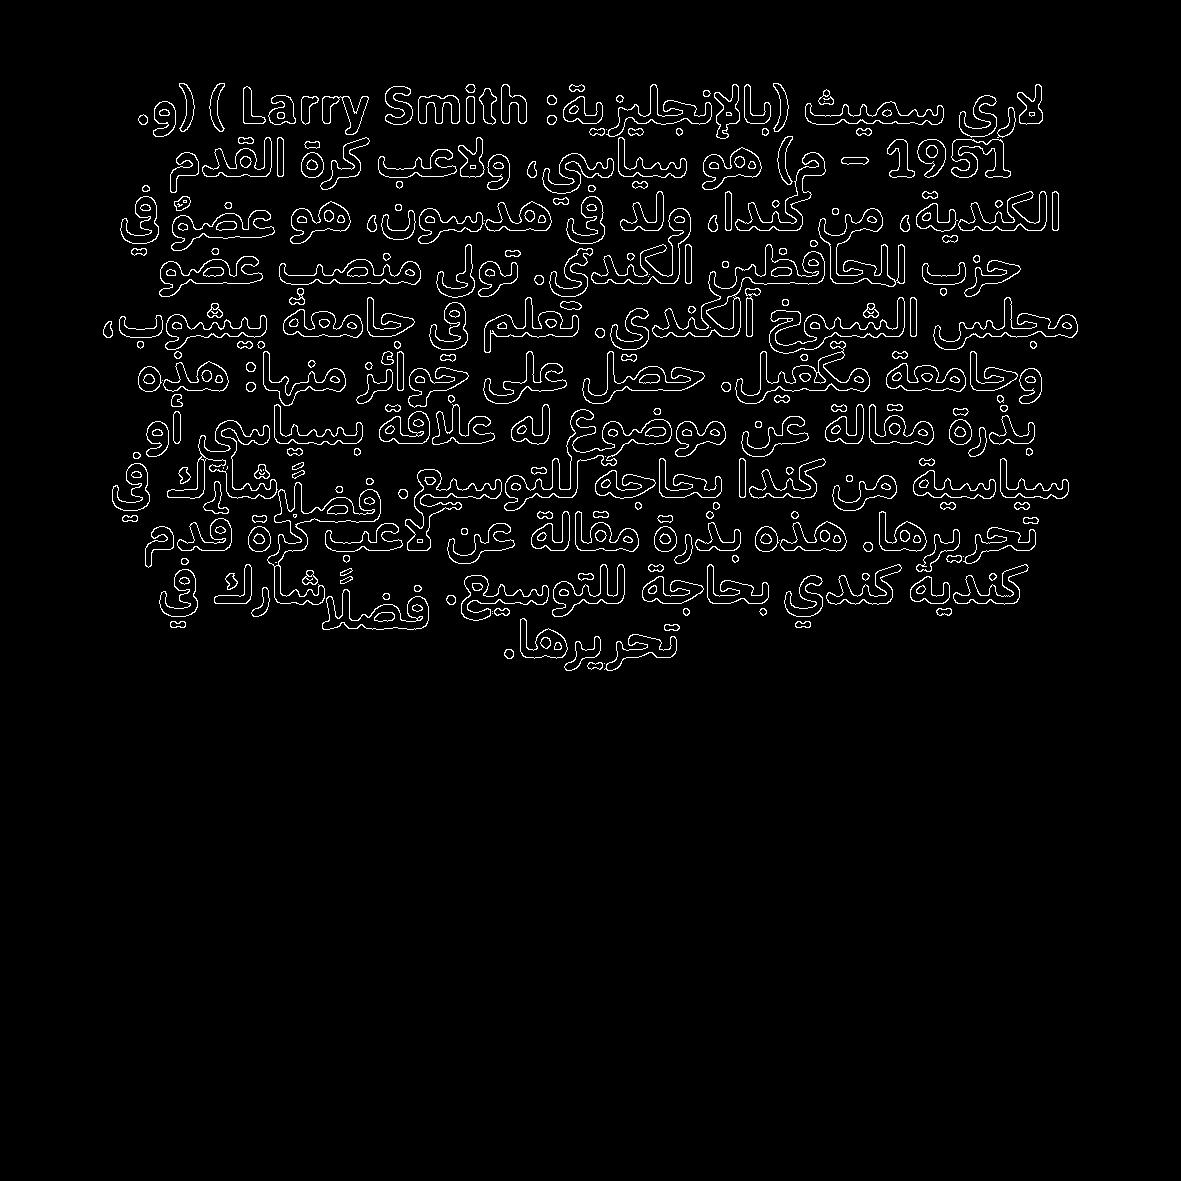 لاري سميث (بالإنجليزية: Larry Smith ) (و.
1951 – م) هو سياسي، ولاعب كرة القدم
الكندية، من كندا، ولد في هدسون، هو عضوٌ في
حزب المحافظين الكندي. تولى منصب عضو
مجلس الشيوخ الكندي. تعلم في جامعة بيشوب،
وجامعة مكغيل. حصل على جوائز منها: هذه
بذرة مقالة عن موضوع له علاقة بسياسي أو
سياسية من كندا بحاجة للتوسيع. فضلًا شارك في
تحريرها. هذه بذرة مقالة عن لاعب كرة قدم
كندية كندي بحاجة للتوسيع. فضلًا شارك في
تحريرها.